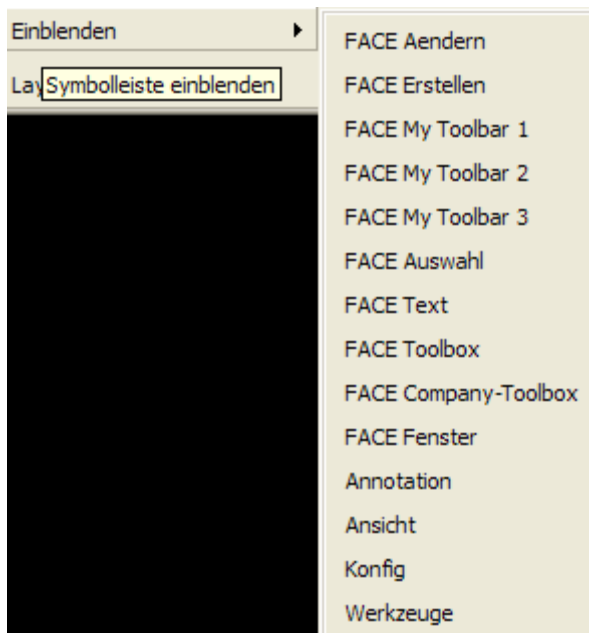 Einblenden
Lay
Symbolleiste einblenden
FACE Aendern
FACE Erstellen
FACE My Toolbar 1
FACE My Toolbar 2
FACE My Toolbar 3
FACE Auswahl
FACE Text
FACE Toolbox
FACE Company-Toolbox
FACE Fenster
Annotation
Ansicht
Konfig
Werkzeuge